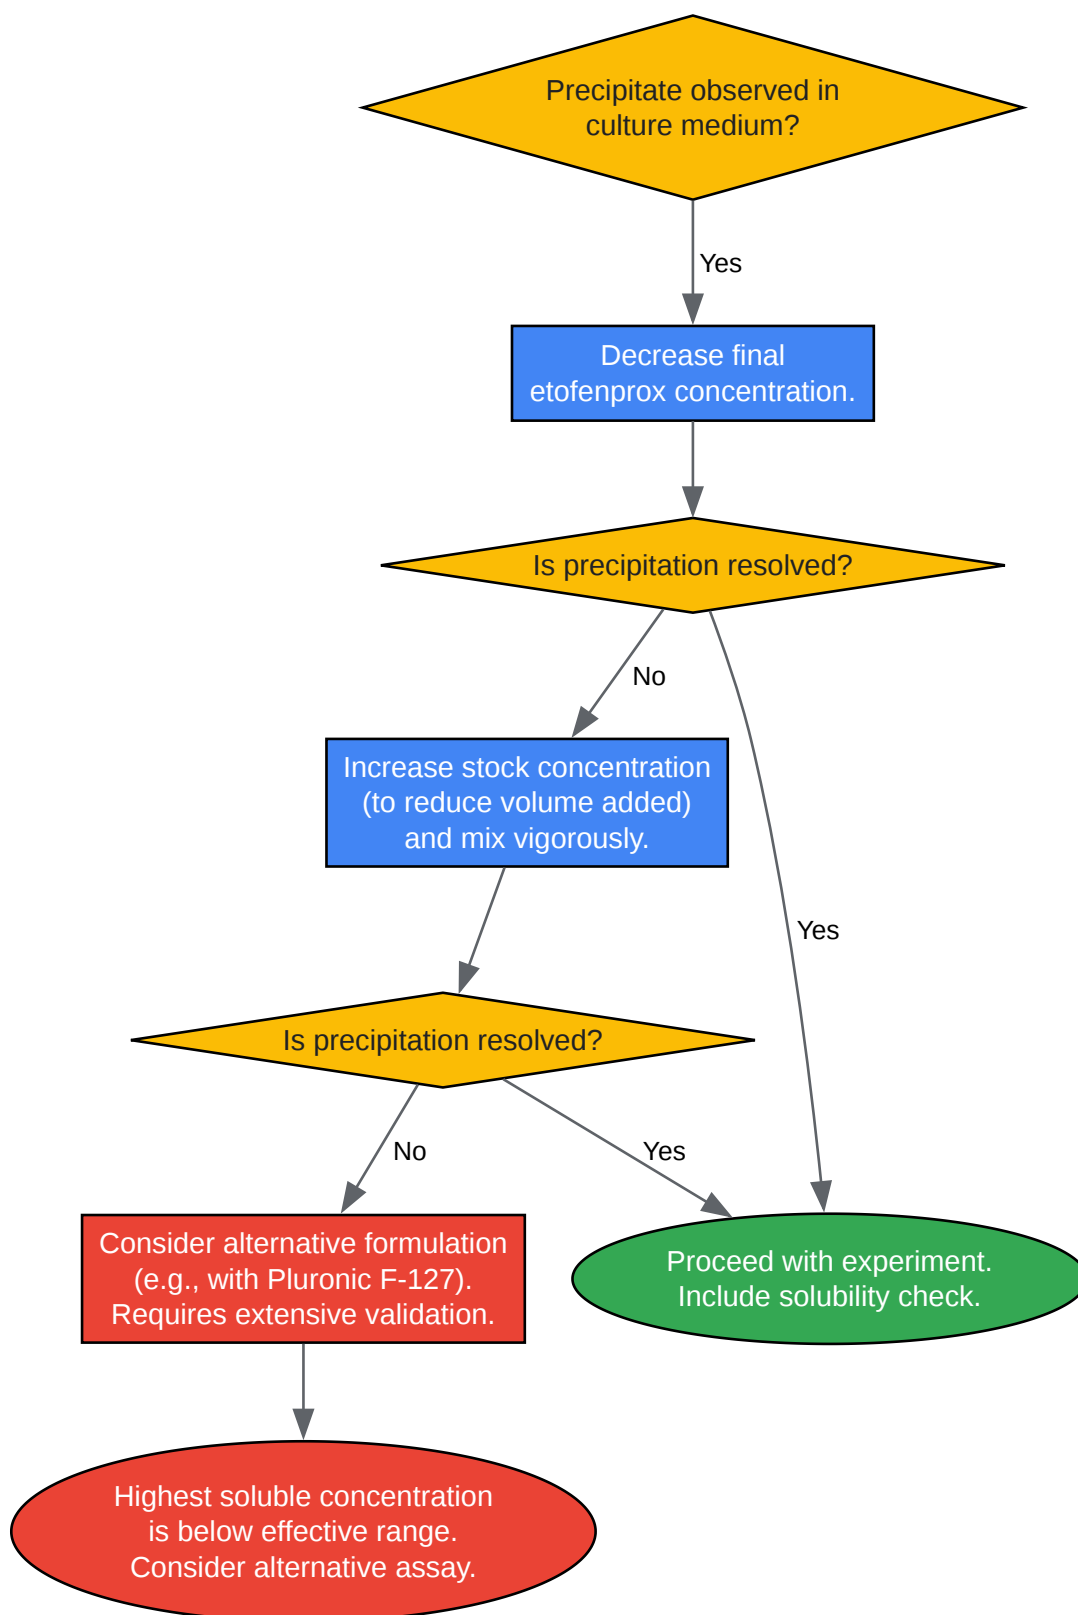 Precipitate observed in
culture medium?
Yes
Decrease final
etofenprox concentration.
Is precipitation resolved?
No
Increase stock concentration
(to reduce volume added)
and mix vigorously.
Yes
Is precipitation resolved?
No
Yes
Consider alternative formulation
(e.g., with Pluronic F-127).
Requires extensive validation.
Proceed with experiment.
Include solubility check.
Highest soluble concentration
is below effective range.
Consider alternative assay.